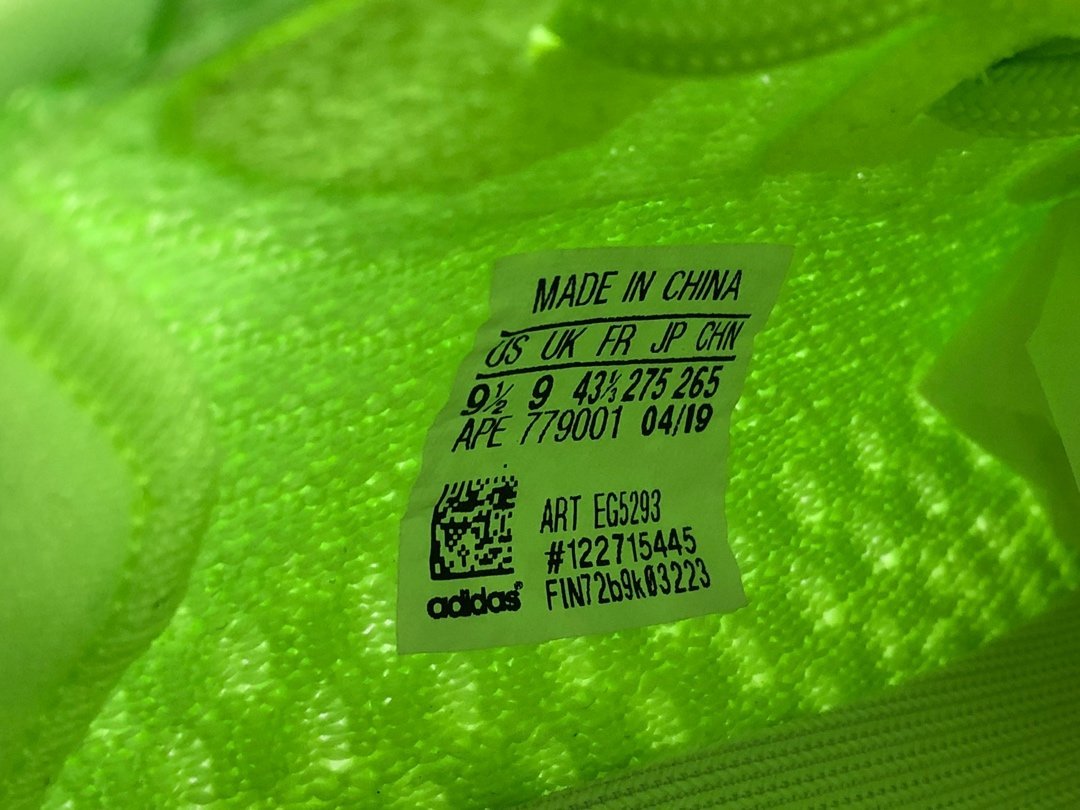 MADE IN CHINA
US UK FR JP CHN
9½ 9 43⅓ 275 265
APE 779001 04/19
ART EG5293
#122715445
FIN72b9k03223
adidas®